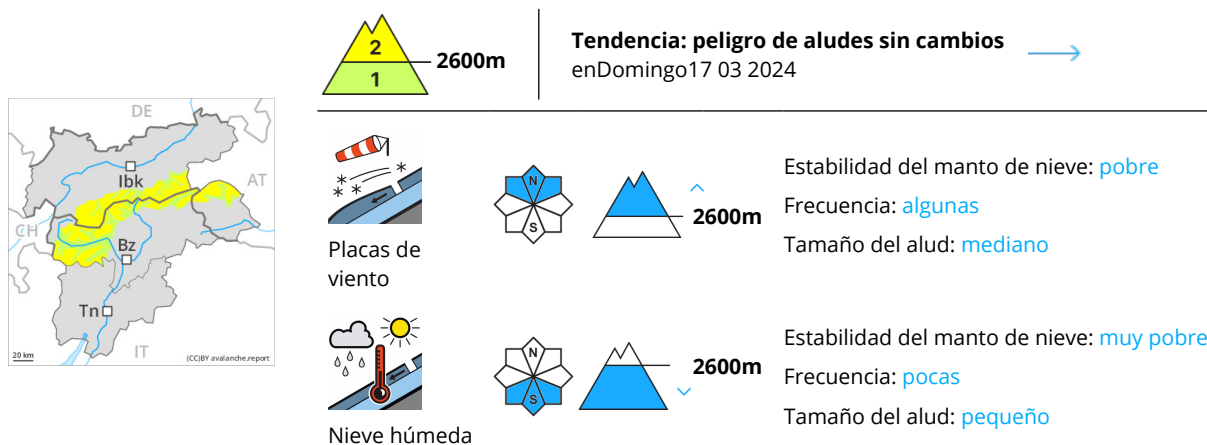 2
1
2600m
Tendencia: peligro de aludes sin cambios
enDomingo17 03 2024
DE
Ibk
AT
CH
Bz
Tn
IT
20 km
(CC)BY avalanche.report
Placas de
viento
N
S
2600m
Estabilidad del manto de nieve: pobre
Frecuencia: algunas
Tamaño del alud: mediano
Nieve húmeda
N
S
2600m
Estabilidad del manto de nieve: muy pobre
Frecuencia: pocas
Tamaño del alud: pequeño